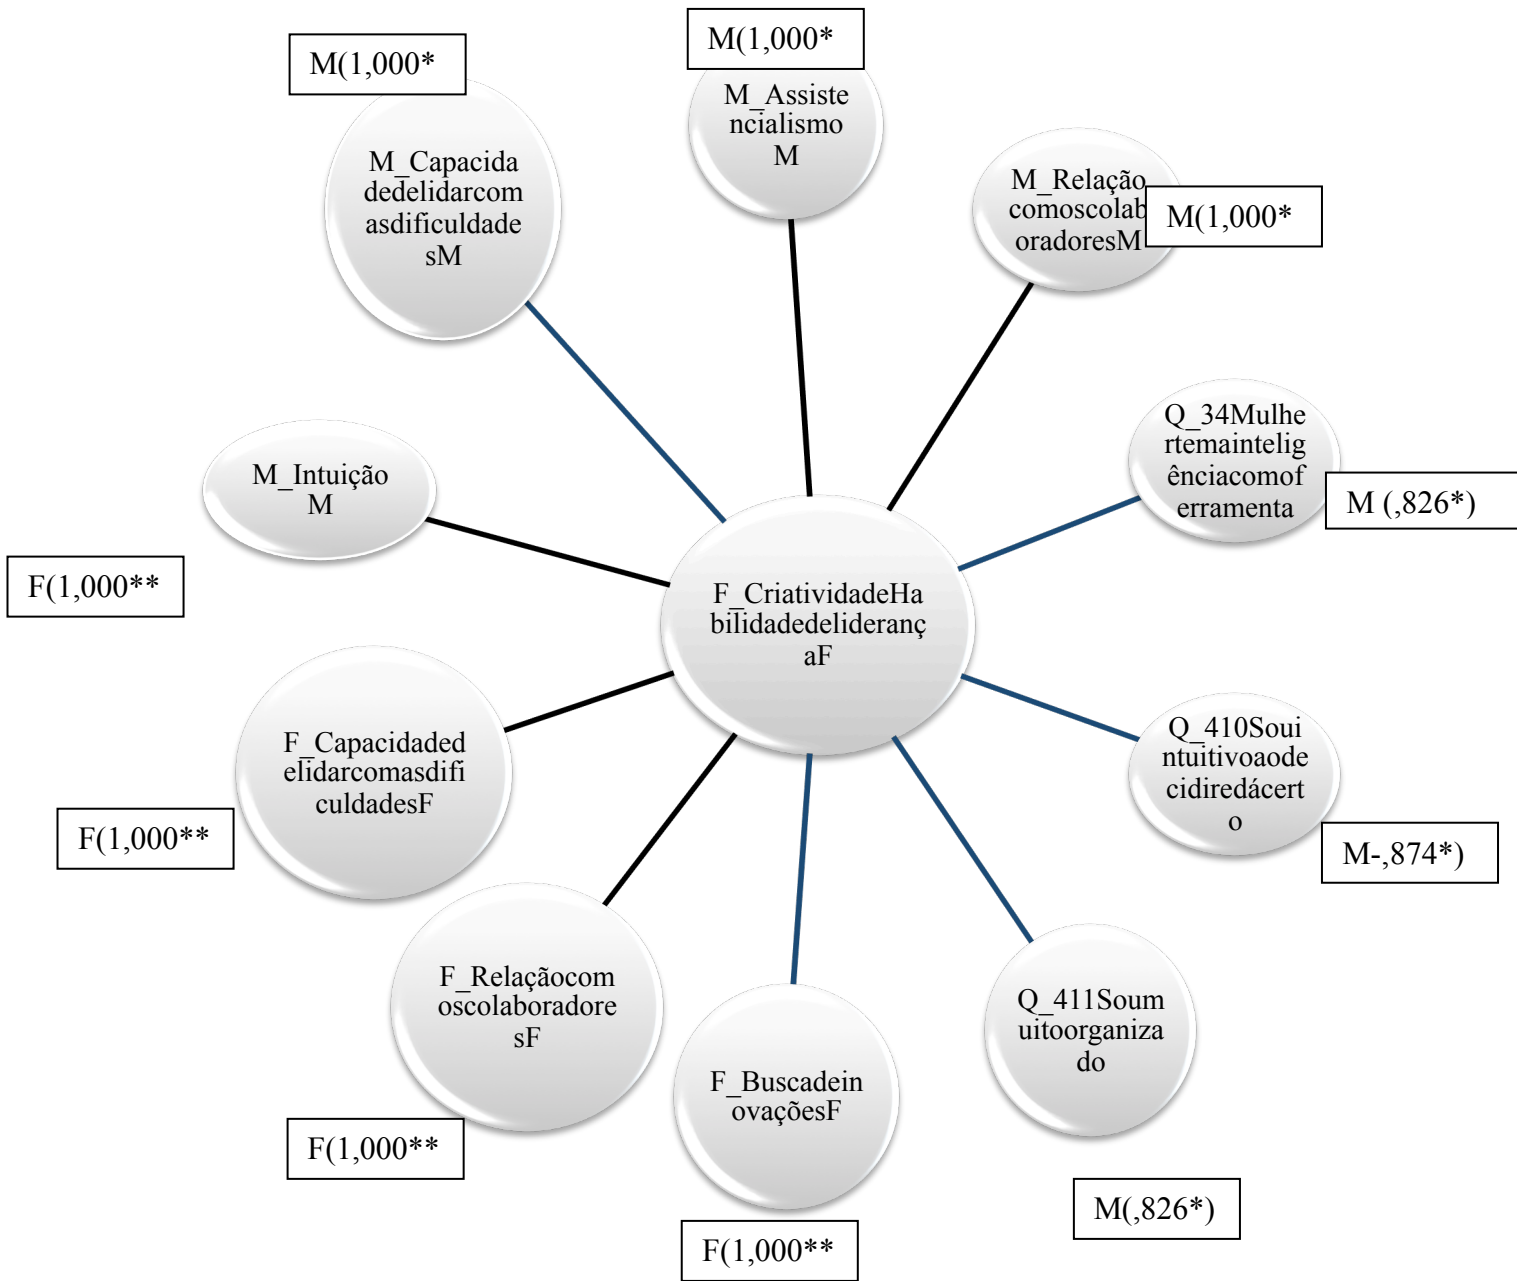 M(1,000*
M_Assiste
ncialismo
M
M(1,000*
M_Capacida
dedelidarcom
asdificuldade
sM
M_Relação
comoscolab
oradoresM
M(1,000*
Q_34Mulhe
rtemaintelig
ênciacomof
erramenta
M (,826*)
M_Intuição
M
F(1,000**
F_CriatividadeHa
bilidadedelideranç
aF
Q_410Soui
ntuitivoaode
cidiredácert
o
M-,874*)
F_Capacidaded
elidarcomasdifi
culdadesF
F(1,000**
F_Relaçãocom
oscolaboradore
sF
F(1,000**
F_Buscadein
ovaçõesF
F(1,000**
Q_411Soum
uitoorganiza
do
M(,826*)